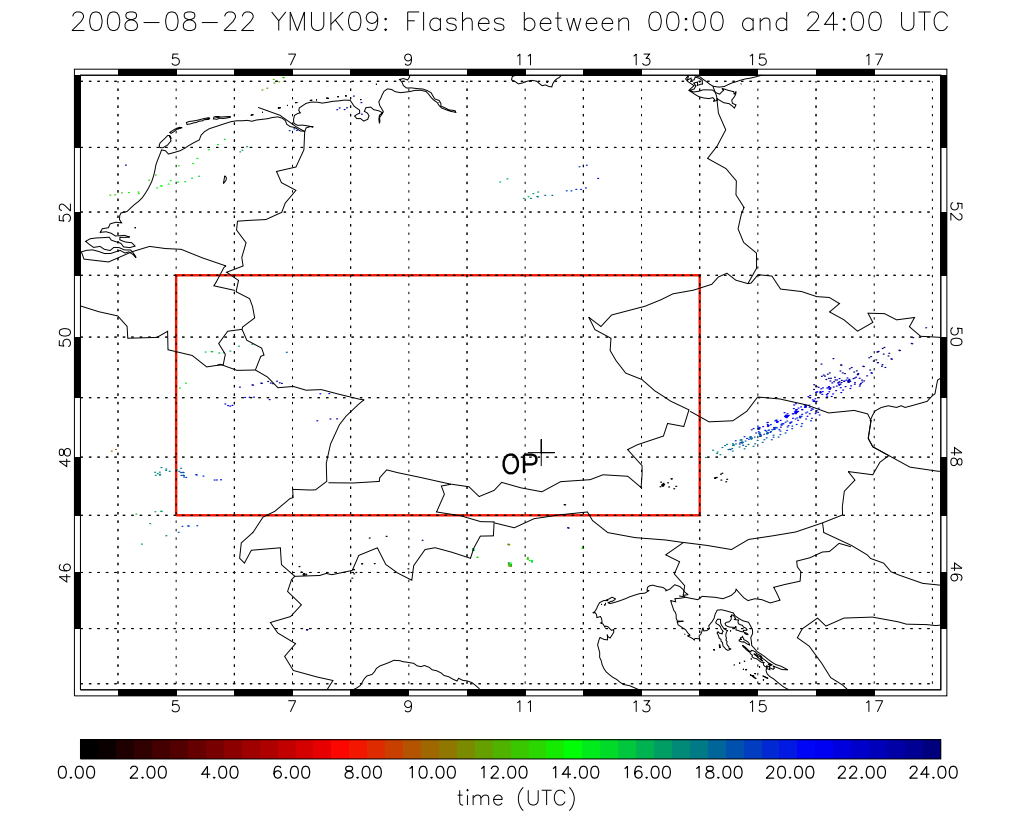 2008-08-22 YMUK09: Flashes between 00:00 and 24:00 UTC
5 7 9 11 13 15 17
52 52
50 50
OP
48 48
46 46
5 7 9 11 13 15 17
0.00 2.00 4.00 6.00 8.00 10.00 12.00 14.00 16.00 18.00 20.00 22.00 24.00
time (UTC)